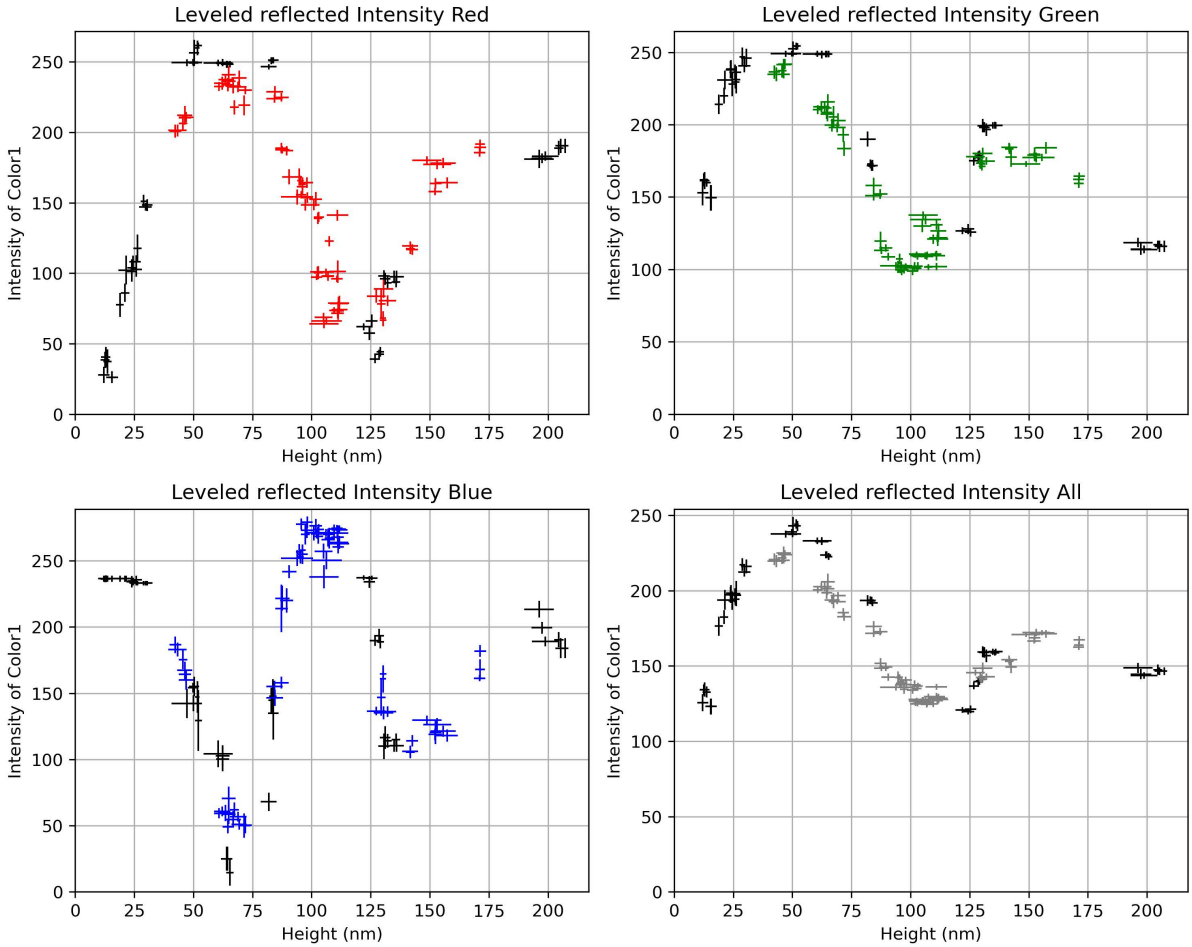 Leveled reflected Intensity Red
Intensity of Color1
250
200
150
100
50
0
0 25 50 75 100 125 150 175 200
Height (nm)
Leveled reflected Intensity Green
Intensity of Color1
250
200
150
100
50
0
0 25 50 75 100 125 150 175 200
Height (nm)
Leveled reflected Intensity Blue
Intensity of Color1
250
200
150
100
50
0
0 25 50 75 100 125 150 175 200
Height (nm)
Leveled reflected Intensity All
Intensity of Color1
250
200
150
100
50
0
0 25 50 75 100 125 150 175 200
Height (nm)